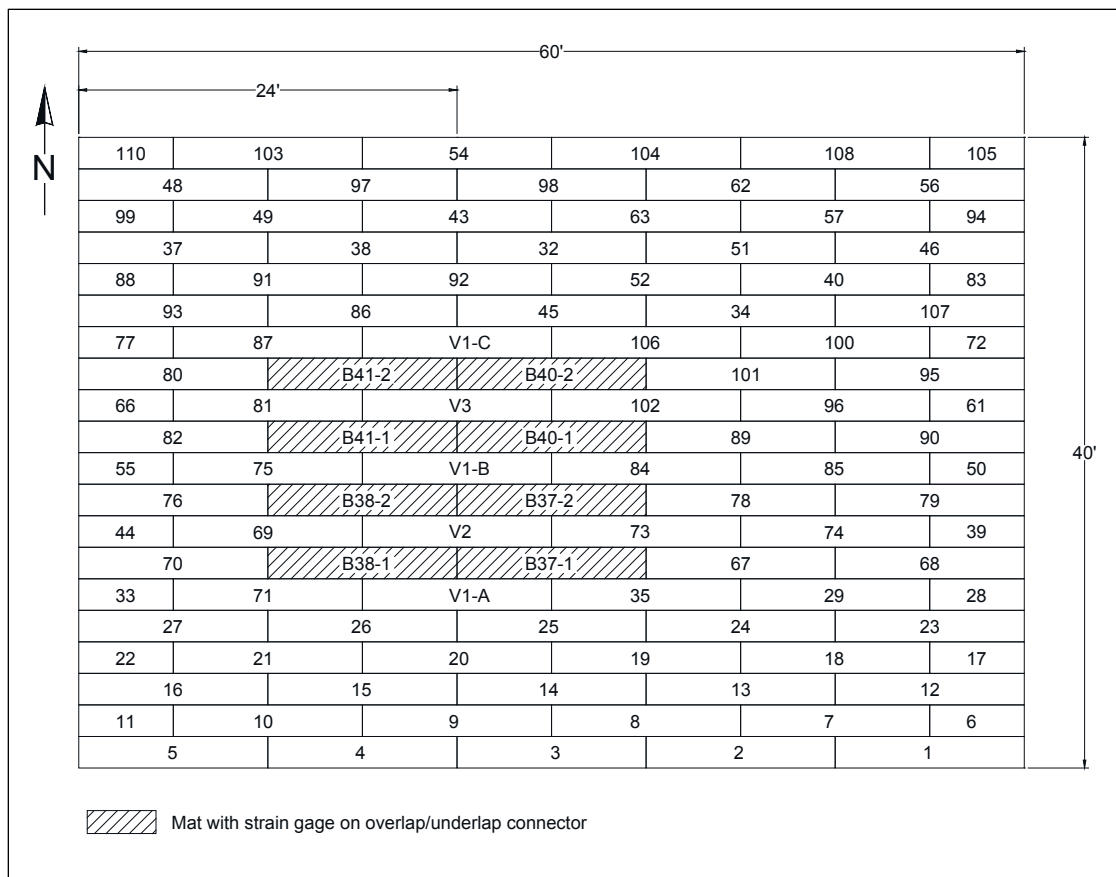 60'
24'
N
110 103 54 104 108 105
48 97 98 62 56
99 49 43 63 57 94
37 38 32 51 46
88 91 92 52 40 83
93 86 45 34 107
77 87 V1-C 106 100 72
80 B41-2 B40-2 101 95
66 81 V3 102 96 61
82 B41-1 B40-1 89 90
40'
55 75 V1-B 84 85 50
76 B38-2 B37-2 78 79
44 69 V2 73 74 39
70 B38-1 B37-1 67 68
33 71 V1-A 35 29 28
27 26 25 24 23
22 21 20 19 18 17
16 15 14 13 12
11 10 9 8 7 6
5 4 3 2 1
Mat with strain gage on overlap/underlap connector